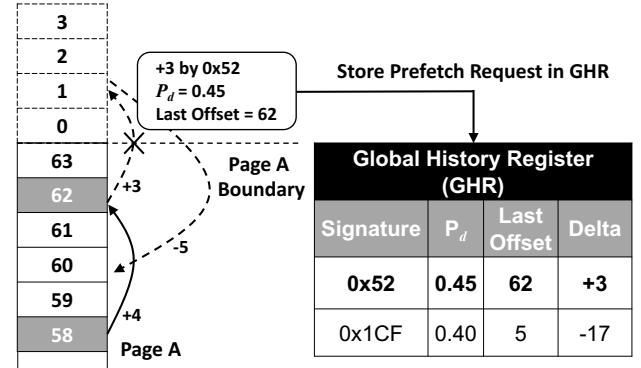 3
2
1
0
63
62
61
60
59
58
+3
-5
+4
Page A
Boundary
Page A
+3 by 0x52
P_d = 0.45
Last Offset = 62
Store Prefetch Request in GHR
Global History Register
(GHR)
Signature P_d Last Offset Delta
0x52 0.45 62 +3
0x1CF 0.40 5 -17